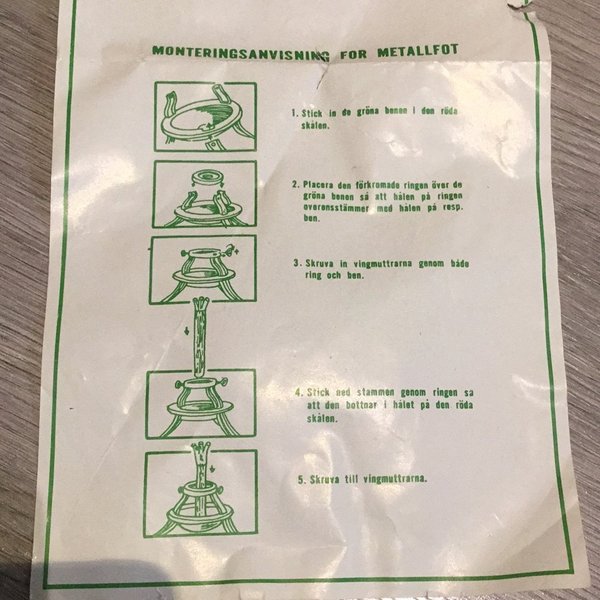 MONTERINGSANVISNING FOR METALLFOT
1. Stick in de gröna benen i den röda
skålen.
2. Placera den förkromade ringen över de
gröna benen så att hålen på ringen
överensstämmer med hålen på resp.
ben.
3. Skruva in vingmuttrarna genom både
ring och ben.
4. Stick ned stammen genom ringen så
att den bottnar i hålet på den röda
skålen.
5. Skruva till vingmuttrarna.